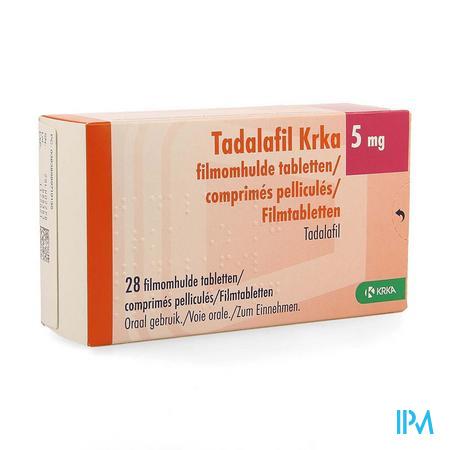 Tadalafil Krka
5 mg
filmomhulde tabletten/
comprimés pelliculés/
Filmtabletten
Tadalafil
28 filmomhulde tabletten/
comprimés pelliculés/Filmtabletten
Oraal gebruik./Voie orale./Zum Einnehmen.
KRKA
IPM